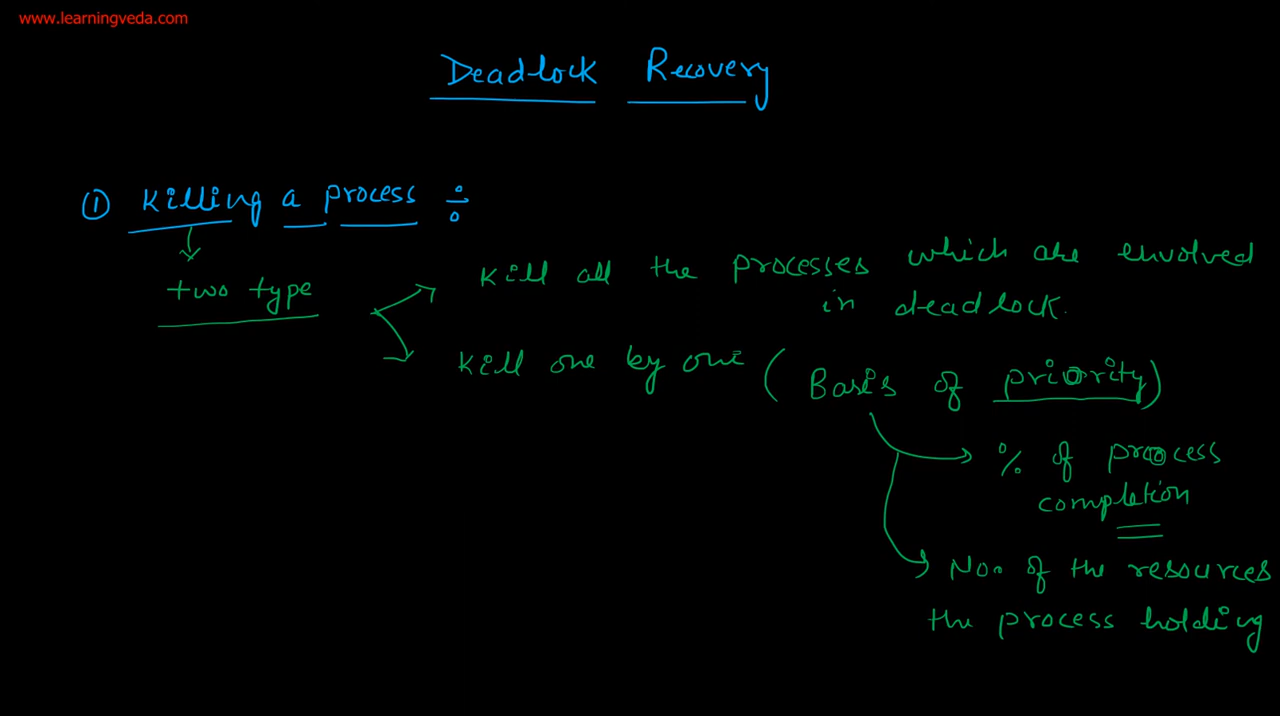 www.learningveda.com
Deadlock Recovery
① Killing a process ÷
two type
Kill all the processes which are envolved
in deadlock.
Kill one by one (Basis of priority)
% of process
completion
No. of the resources
the process holding